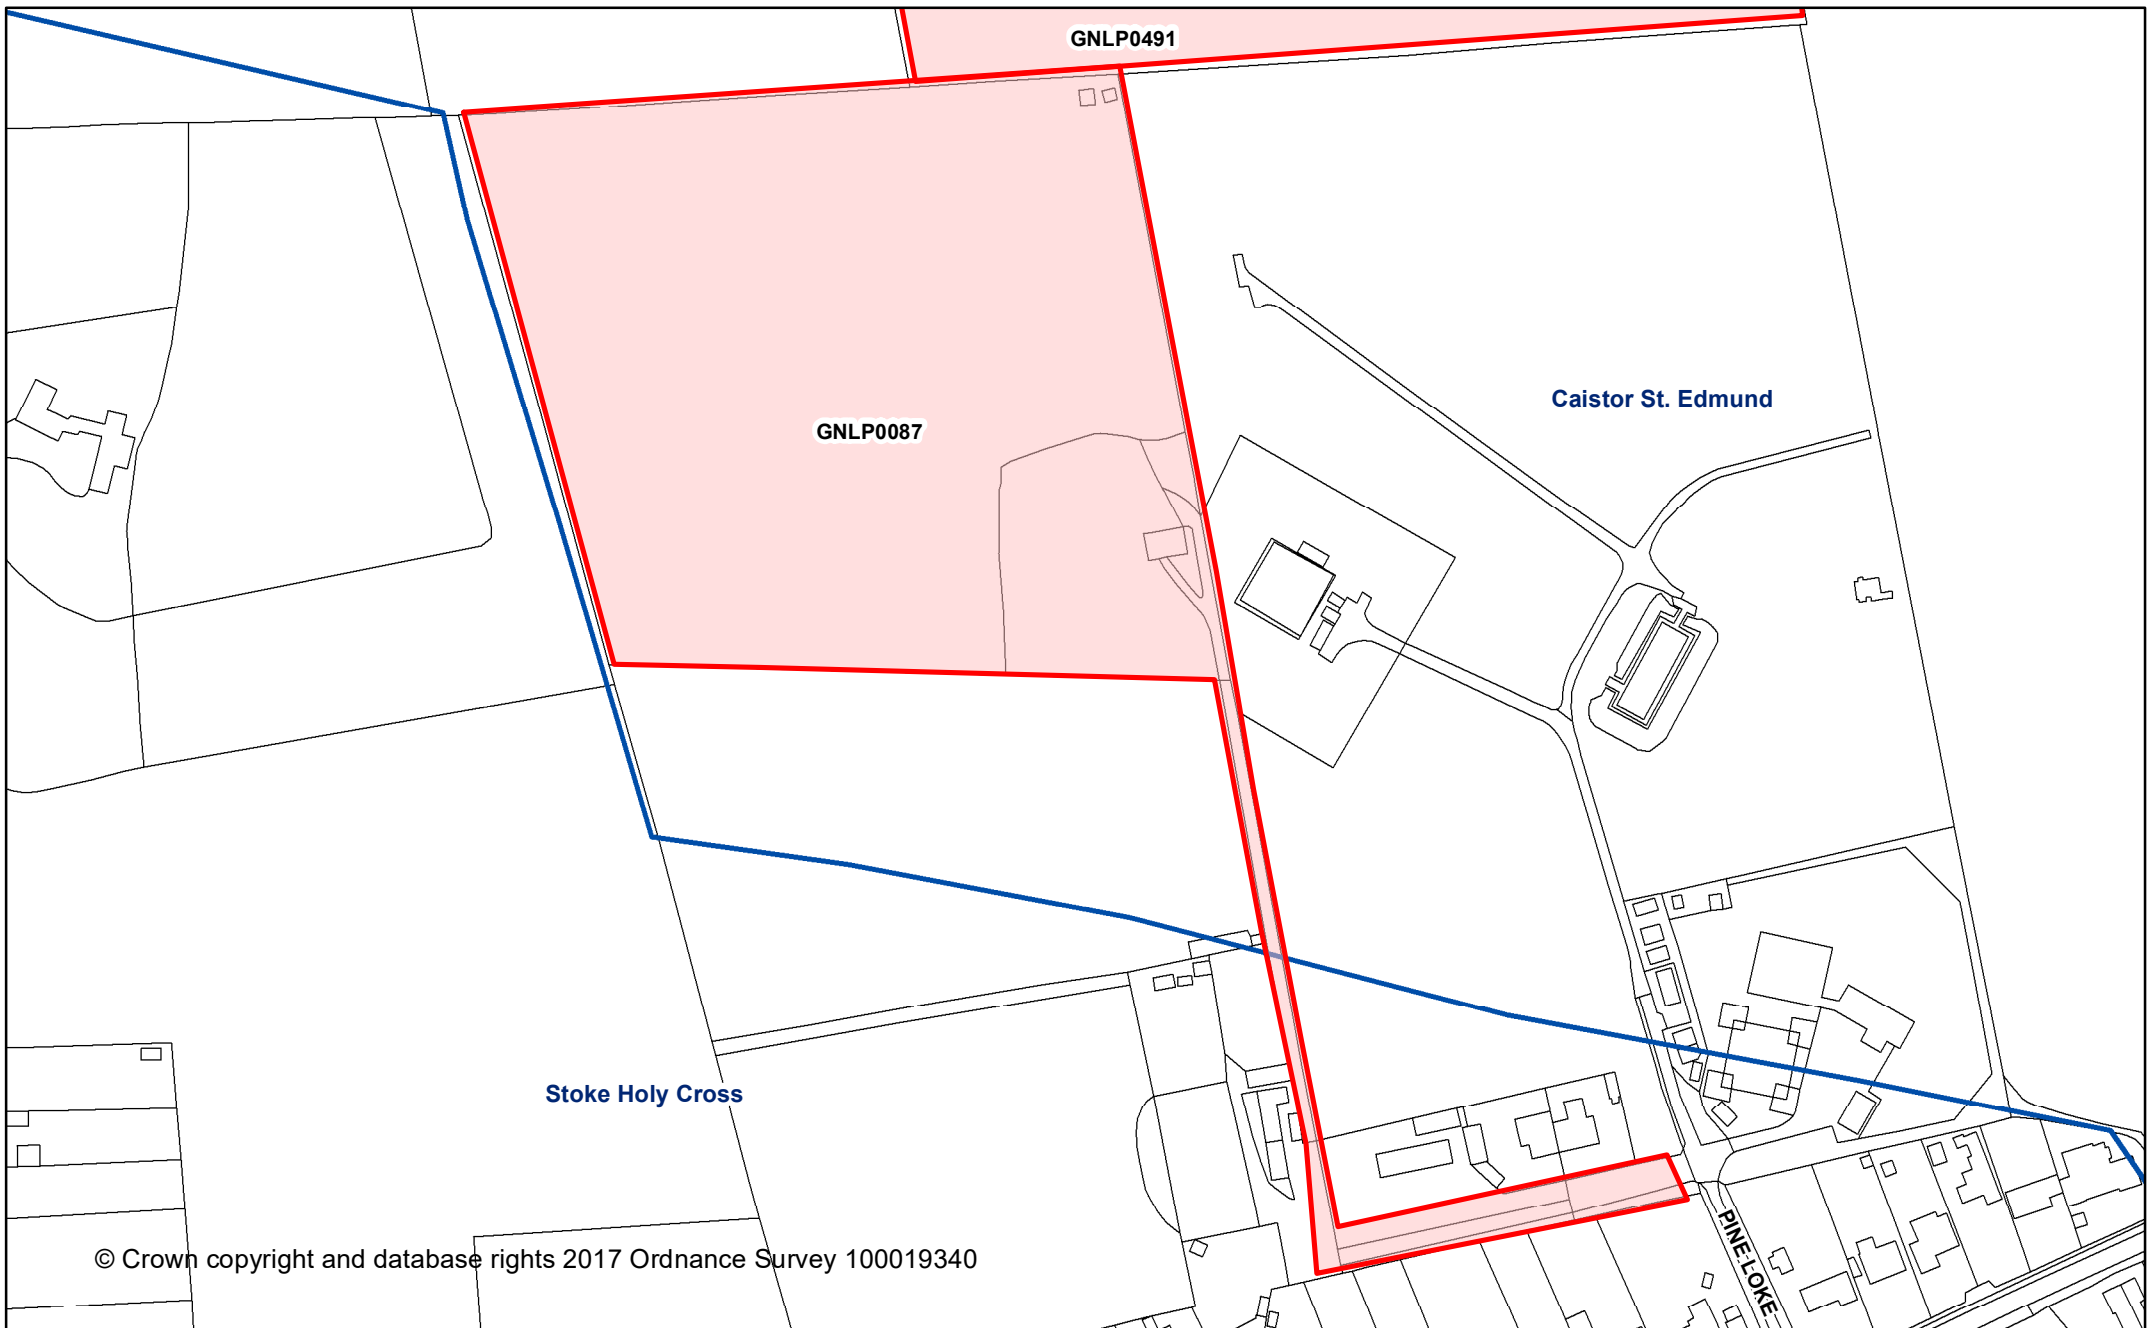 GNLP0491
Caistor St. Edmund
GNLP0087
Stoke Holy Cross
PINE LOKE
© Crown copyright and database rights 2017 Ordnance Survey 100019340